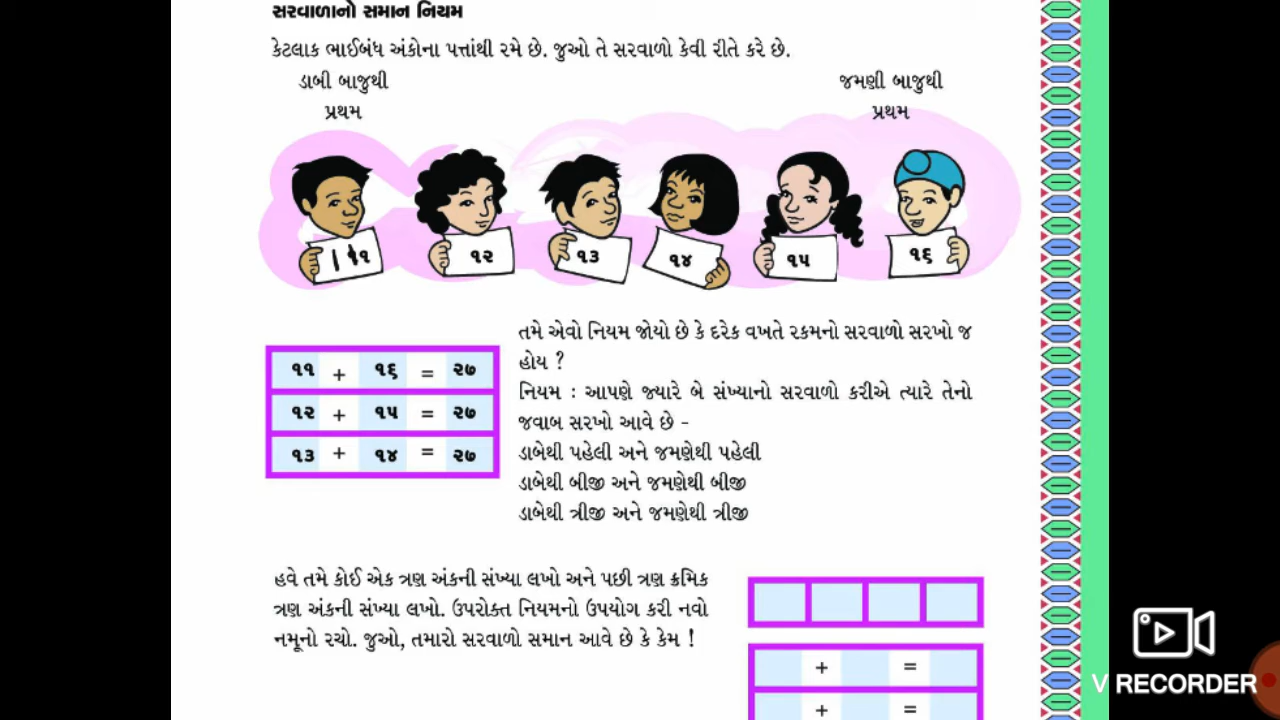 સરવાળાનો સમાન નિયમ
કેટલાક ભાઈબંધ અંકોના પત્તાંથી રમે છે. જુઓ તે સરવાળો કેવી રીતે કરે છે.
ડાબી બાજુથી
પ્રથમ
જમણી બાજુથી
પ્રથમ
૧૧ ૧૨ ૧૩ ૧૪ ૧૫ ૧૬
૧૧ + ૧૬ = ૨૭
૧૨ + ૧૫ = ૨૭
૧૩ + ૧૪ = ૨૭
તમે એવો નિયમ જોયો છે કે દરેક વખતે રકમનો સરવાળો સરખો જ
હોય ?
નિયમ : આપણે જ્યારે બે સંખ્યાનો સરવાળો કરીએ ત્યારે તેનો
જવાબ સરખો આવે છે -
ડાબેથી પહેલી અને જમણેથી પહેલી
ડાબેથી બીજી અને જમણેથી બીજી
ડાબેથી ત્રીજી અને જમણેથી ત્રીજી
હવે તમે કોઈ એક ત્રણ અંકની સંખ્યા લખો અને પછી ત્રણ ક્રમિક
ત્રણ અંકની સંખ્યા લખો. ઉપરોક્ત નિયમનો ઉપયોગ કરી નવો
નમૂનો રચો. જુઓ, તમારો સરવાળો સમાન આવે છે કે કેમ !
+ =
+ =
V RECORDER